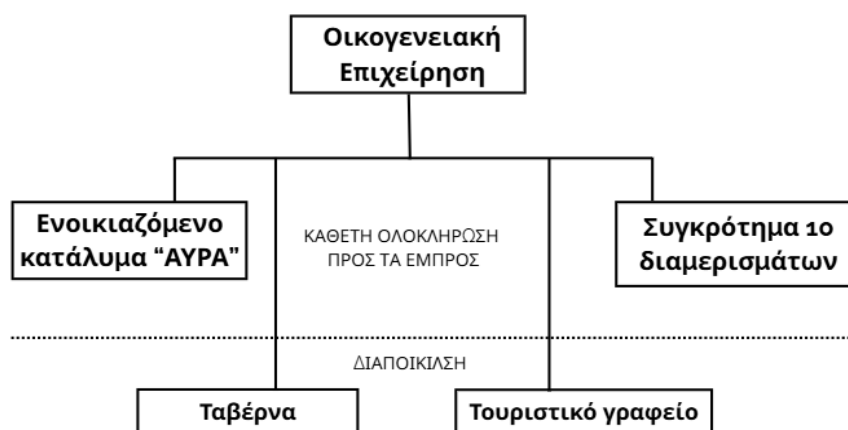 Οικογενειακή
Επιχείρηση
Ενοικιαζόμενο
κατάλυμα “ΑΥΡΑ”
ΚΑΘΕΤΗ ΟΛΟΚΛΗΡΩΣΗ
ΠΡΟΣ ΤΑ ΕΜΠΡΟΣ
Συγκρότημα 10
διαμερισμάτων
ΔΙΑΠΟΙΚΙΛΣΗ
Ταβέρνα
Τουριστικό γραφείο